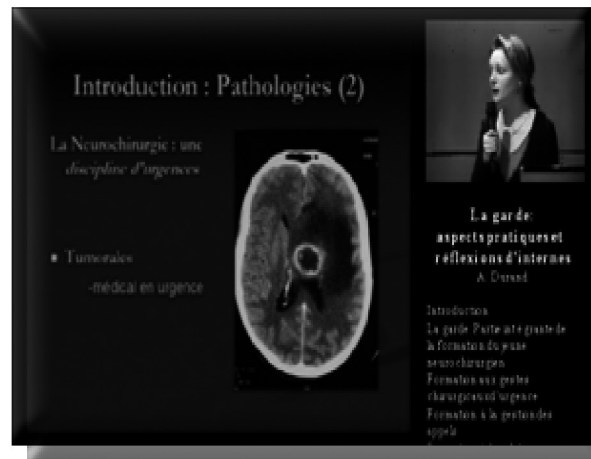 Introduction : Pathologies (2)
La Neurochirurgie : une
discipline d'urgences
Tumorales
-médical en urgence
La garde:
aspects pratiques et
réflexions d'internes
A. Durand
Introduction
La garde Partie intégrante de
la formation du jeune
neurochirurgien
Formation aux gestes
chirurgicaux d'urgence
Formation à la gestion des
appels